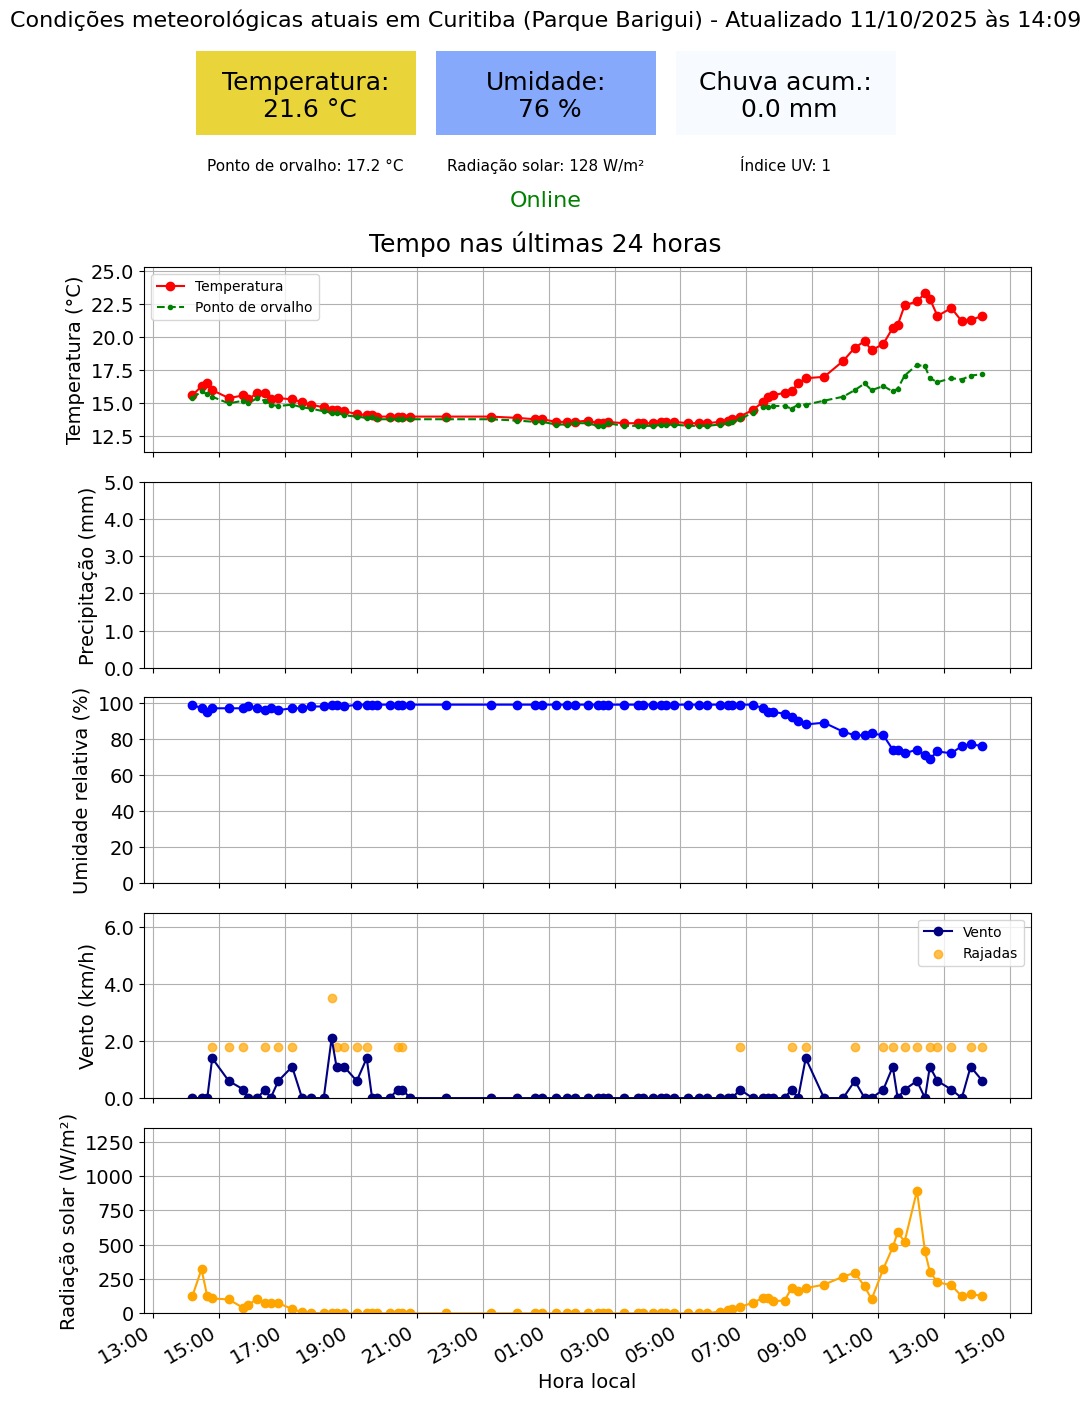 Condições meteorológicas atuais em Curitiba (Parque Barigui) - Atualizado 11/10/2025 às 14:09
Temperatura:
21.6 °C
Umidade:
76 %
Chuva acum.:
0.0 mm
Ponto de orvalho: 17.2 °C
Radiação solar: 128 W/m²
Índice UV: 1
Online
Tempo nas últimas 24 horas
Temperatura (°C)
25.0
22.5
20.0
17.5
15.0
12.5
Temperatura
Ponto de orvalho
Precipitação (mm)
5.0
4.0
3.0
2.0
1.0
0.0
Umidade relativa (%)
100
80
60
40
20
0
Vento (km/h)
6.0
4.0
2.0
0.0
Vento
Rajadas
Radiação solar (W/m²)
1250
1000
750
500
250
0
13:00
15:00
17:00
19:00
21:00
23:00
01:00
03:00
05:00
07:00
09:00
11:00
13:00
15:00
Hora local